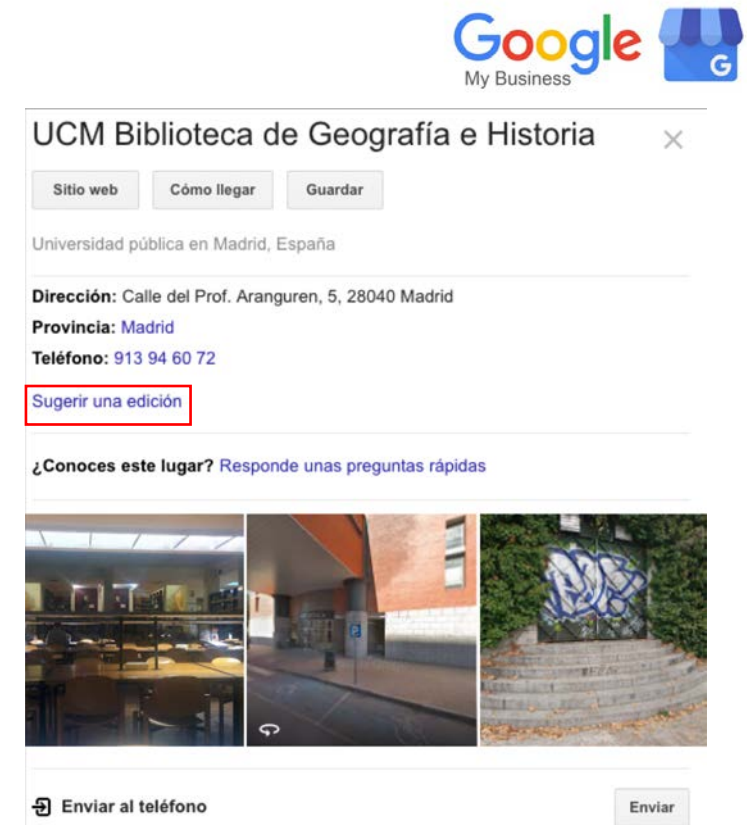 Google
My Business
G
UCM Biblioteca de Geografía e Historia
Sitio web Cómo llegar Guardar
Universidad pública en Madrid, España
Dirección: Calle del Prof. Aranguren, 5, 28040 Madrid
Provincia: Madrid
Teléfono: 913 94 60 72
Sugerir una edición
¿Conoces este lugar? Responde unas preguntas rápidas
P
Enviar al teléfono Enviar